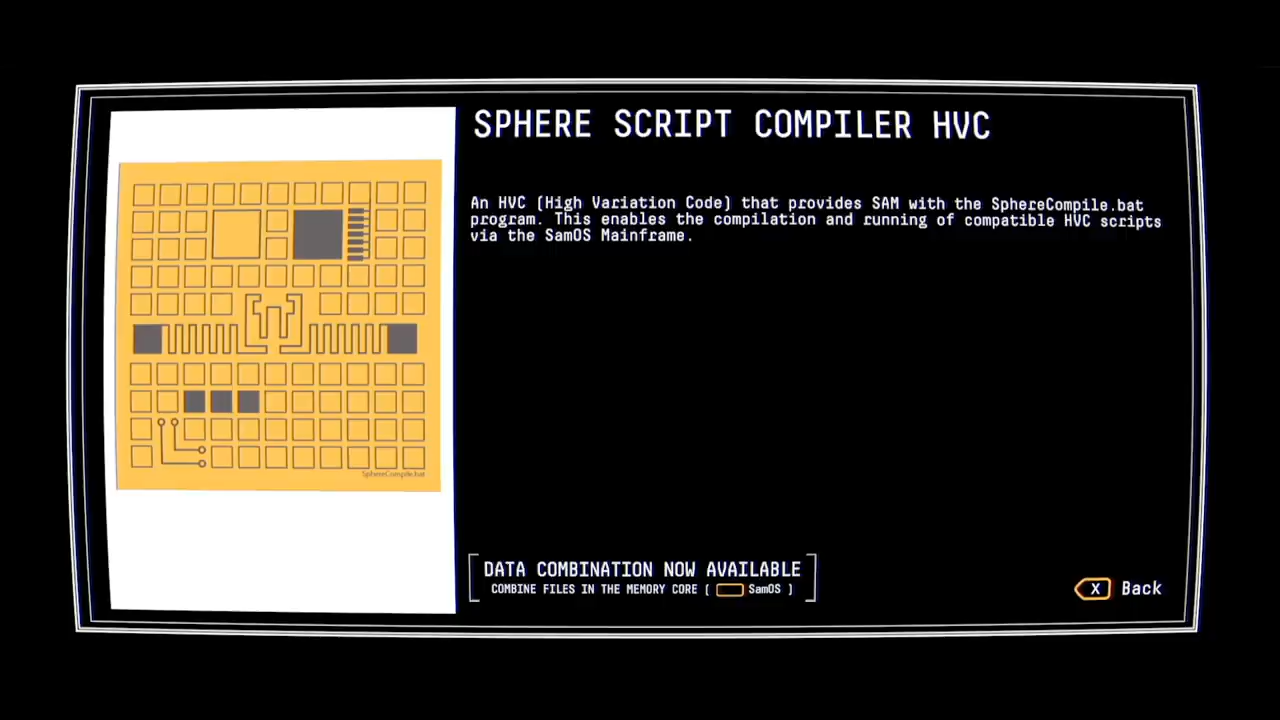 SPHERE SCRIPT COMPILER HVC
An HVC (High Variation Code) that provides SAM with the SphereCompile.bat
program. This enables the compilation and running of compatible HVC scripts
via the SamOS Mainframe.
SphereCompile.bat
DATA COMBINATION NOW AVAILABLE
COMBINE FILES IN THE MEMORY CORE ( SamOS )
X Back